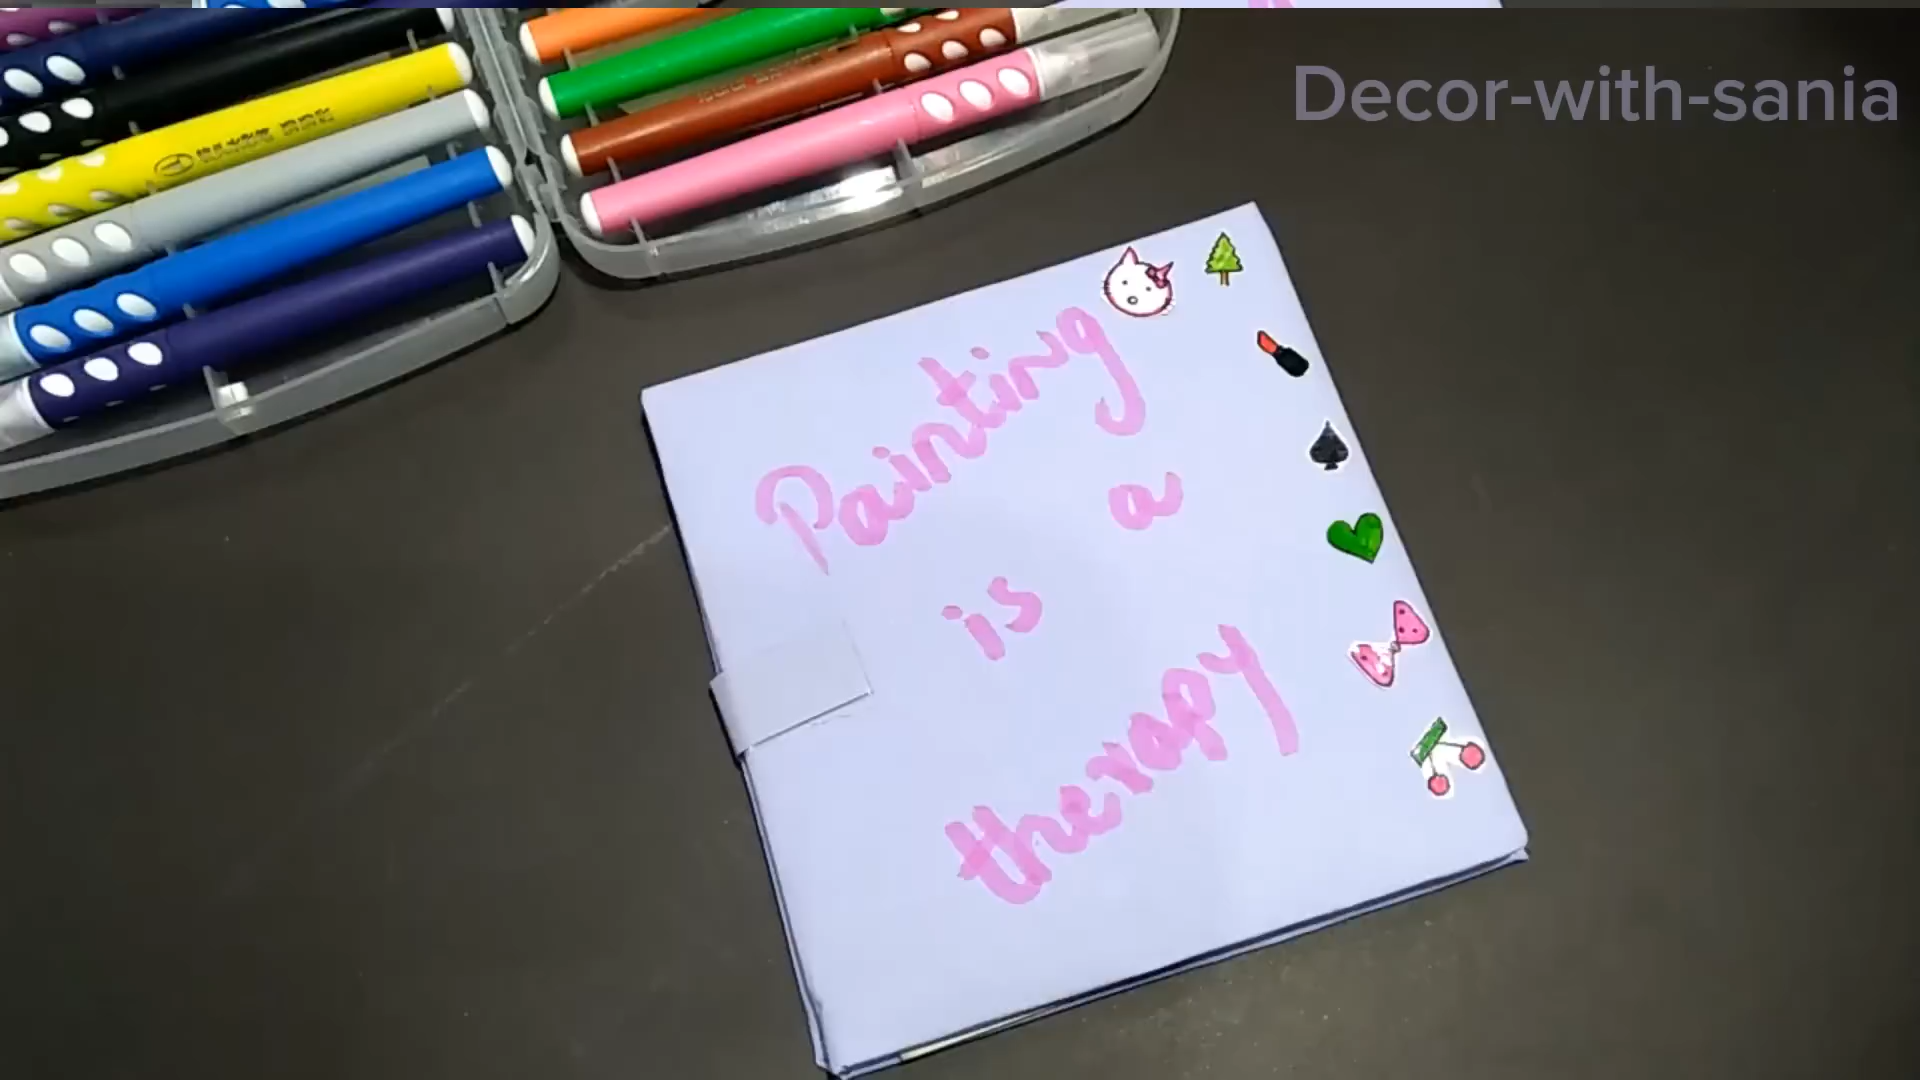 Decor-with-sania
Painting
is a
therapy